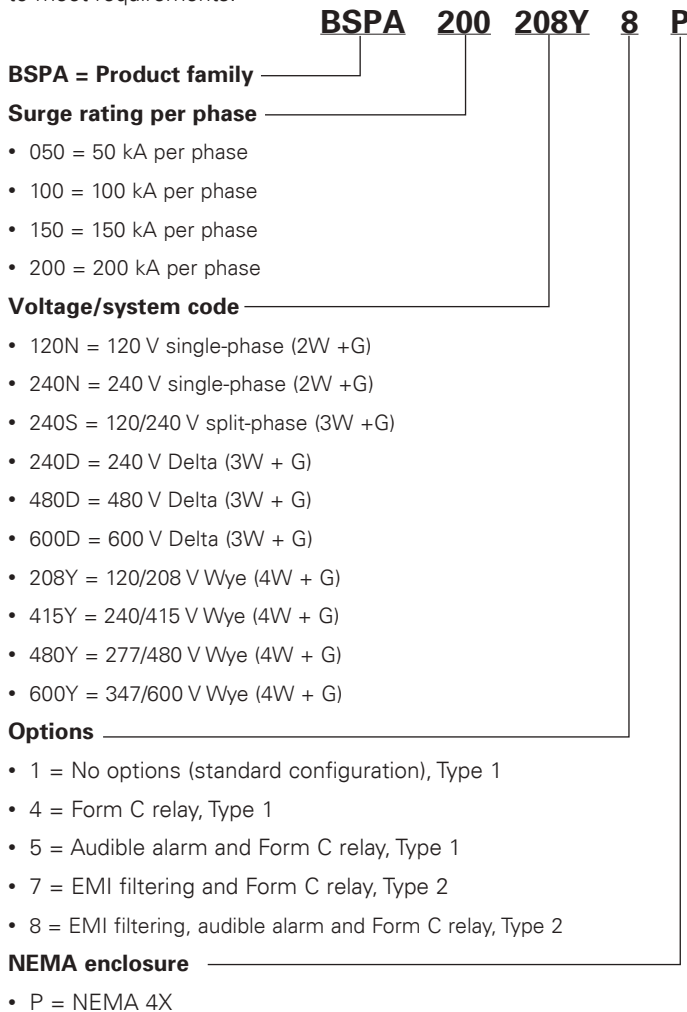 to meet requirements.
BSPA 200 208Y 8 P
BSPA = Product family
Surge rating per phase
• 050 = 50 kA per phase
• 100 = 100 kA per phase
• 150 = 150 kA per phase
• 200 = 200 kA per phase
Voltage/system code
• 120N = 120 V single-phase (2W +G)
• 240N = 240 V single-phase (2W +G)
• 240S = 120/240 V split-phase (3W +G)
• 240D = 240 V Delta (3W + G)
• 480D = 480 V Delta (3W + G)
• 600D = 600 V Delta (3W + G)
• 208Y = 120/208 V Wye (4W + G)
• 415Y = 240/415 V Wye (4W + G)
• 480Y = 277/480 V Wye (4W + G)
• 600Y = 347/600 V Wye (4W + G)
Options
• 1 = No options (standard configuration), Type 1
• 4 = Form C relay, Type 1
• 5 = Audible alarm and Form C relay, Type 1
• 7 = EMI filtering and Form C relay, Type 2
• 8 = EMI filtering, audible alarm and Form C relay, Type 2
NEMA enclosure
• P = NEMA 4X